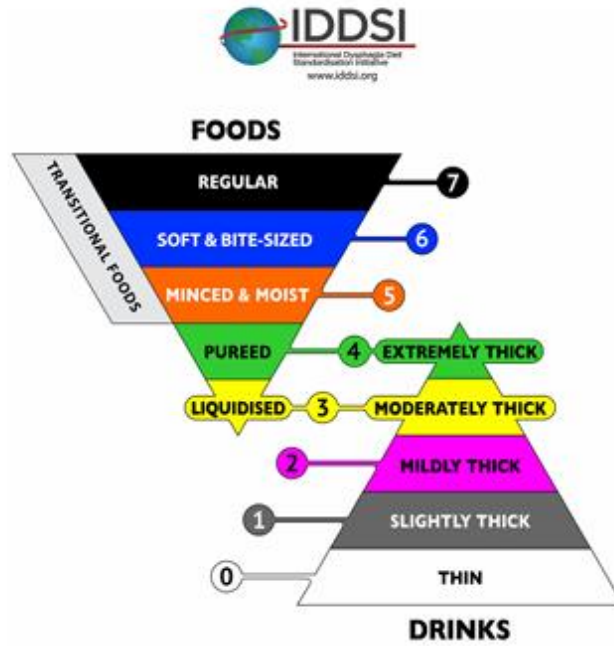 IDDSI
International Dysphagia Diet
Standardisation Initiative
www.iddsi.org
FOODS
TRANSITIONAL FOODS
REGULAR
7
SOFT & BITE-SIZED
6
MINCED & MOIST
5
PUREED
4
EXTREMELY THICK
LIQUIDISED
3
MODERATELY THICK
2
MILDLY THICK
1
SLIGHTLY THICK
0
THIN
DRINKS